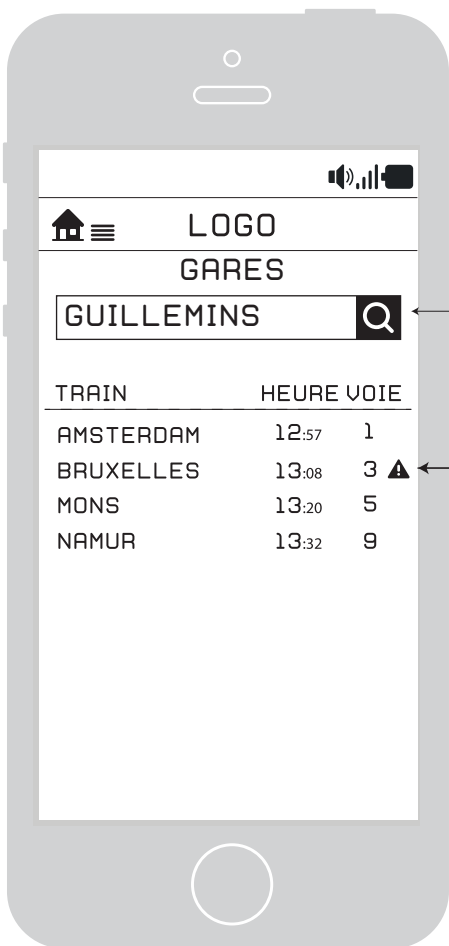 LOGO
GARES
GUILLEMINS
TRAIN HEURE VOIE
AMSTERDAM 12:57 1
BRUXELLES 13:08 3
MONS 13:20 5
NAMUR 13:32 9